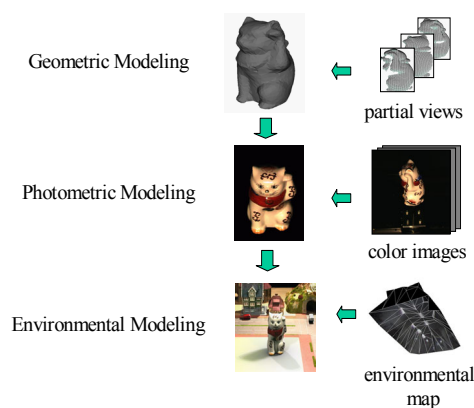 Geometric Modeling
partial views
Photometric Modeling
color images
Environmental Modeling
environmental
map